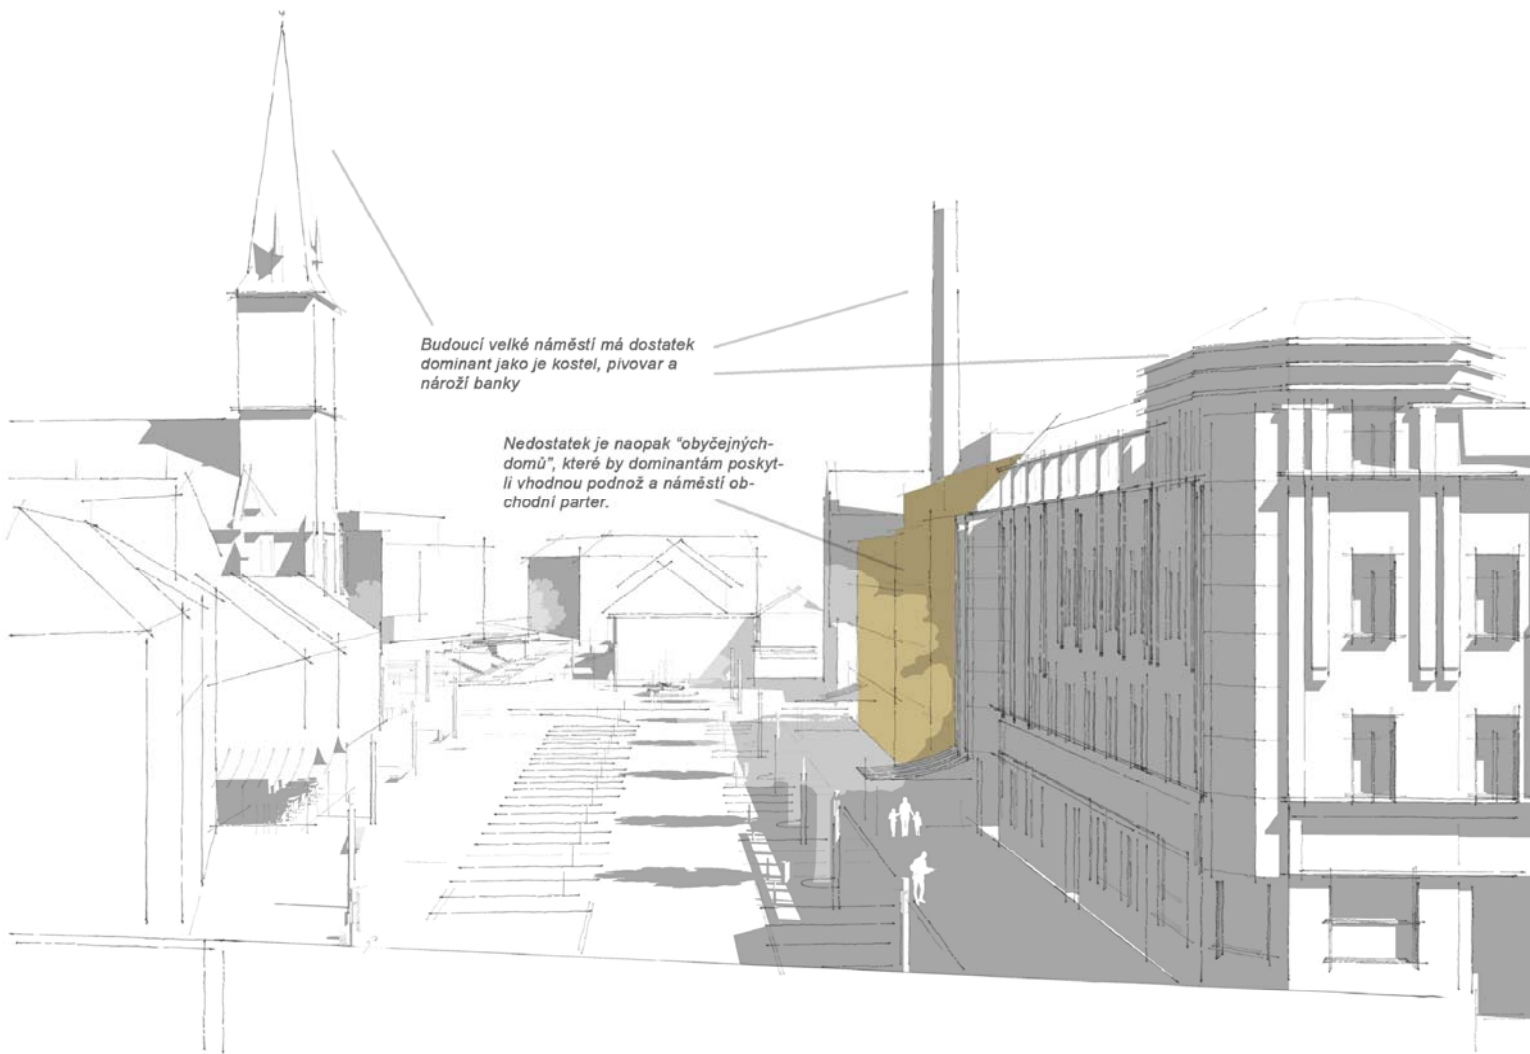 Budoucí velké náměstí má dostatek
dominant jako je kostel, pivovar a
nároží banky
Nedostatek je naopak “obyčejných-
domů”, které by dominantám poskyt-
li vhodnou podnož a náměstí ob-
chodní parter.